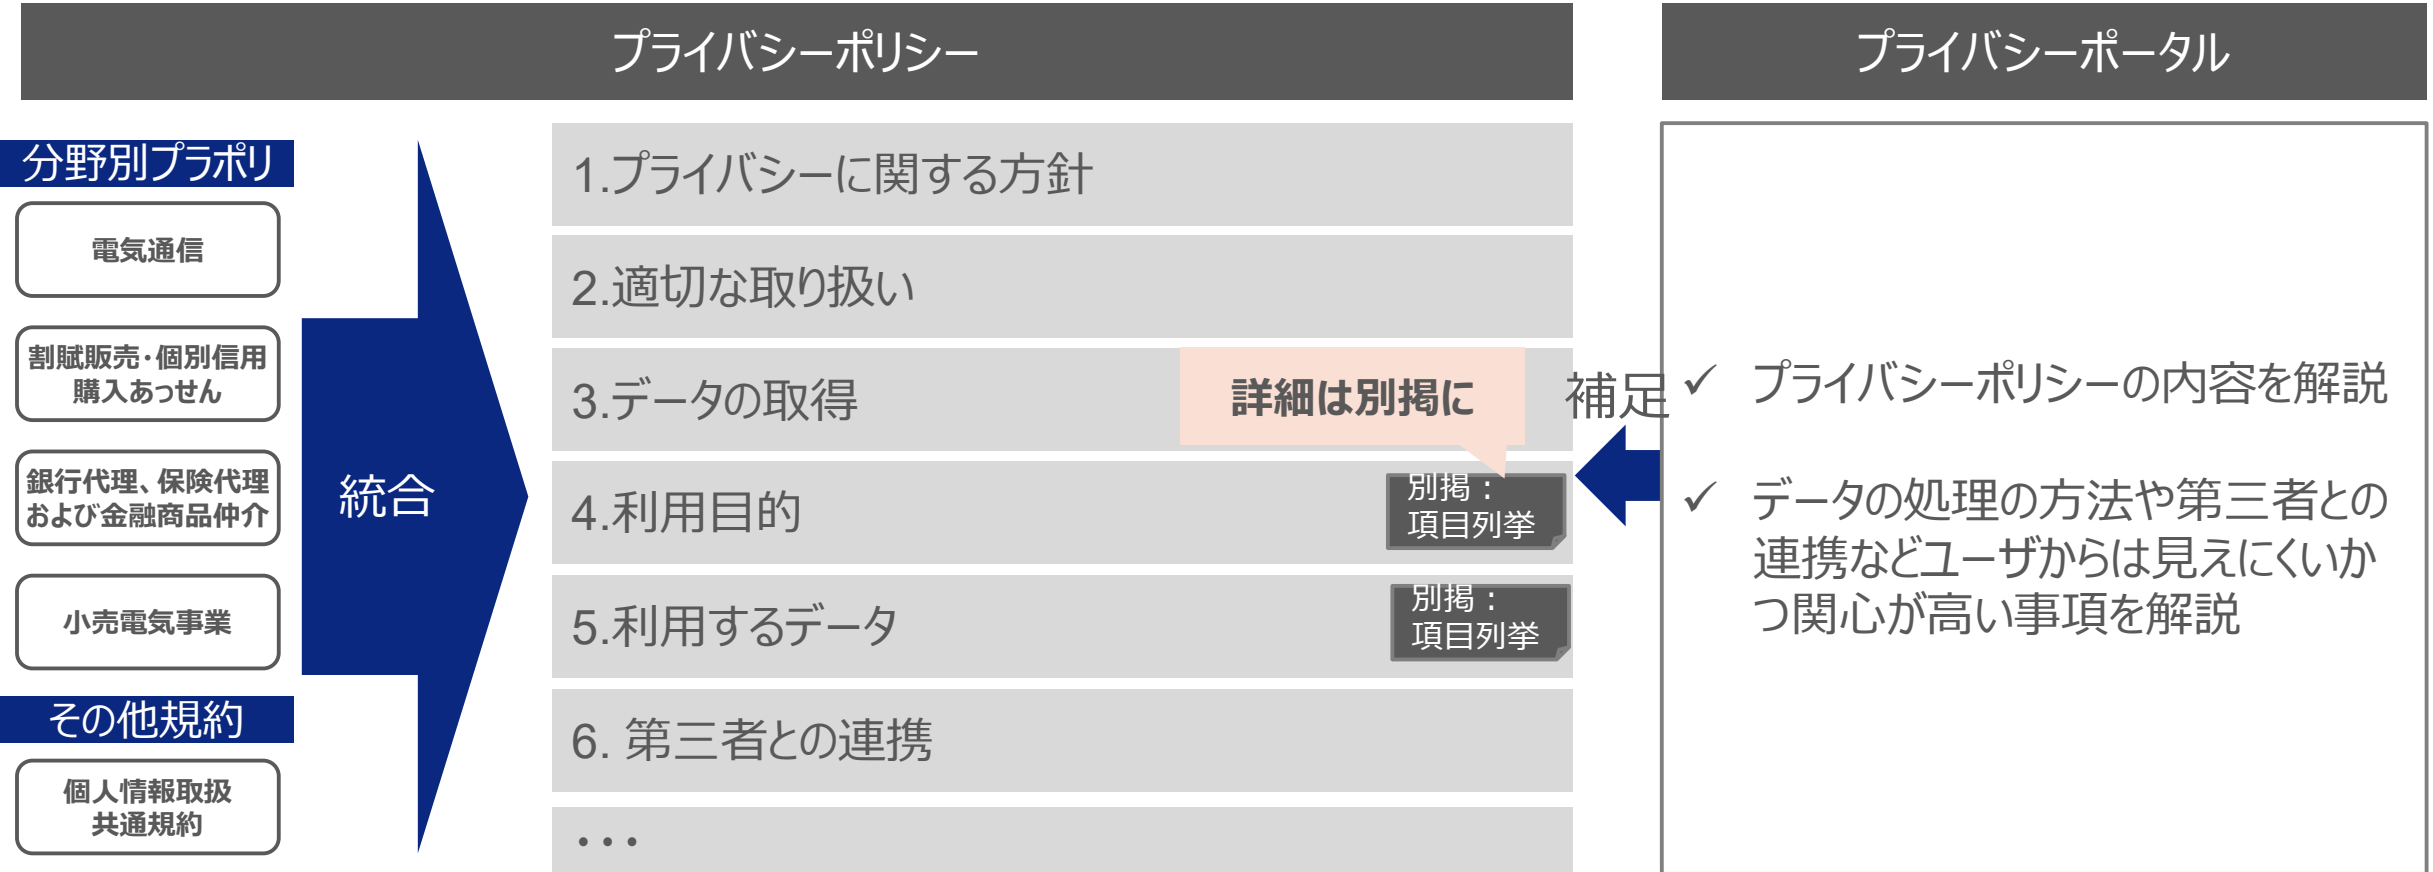 プライバシーポリシー
プライバシーポータル
分野別プラポリ
電気通信
割賦販売・個別信用
購入あっせん
銀行代理、保険代理
および金融商品仲介
小売電気事業
その他規約
個人情報取扱
共通規約
統合
1.プライバシーに関する方針
2.適切な取り扱い
3.データの取得
詳細は別掲に
4.利用目的
別掲：
項目列挙
5.利用するデータ
別掲：
項目列挙
6. 第三者との連携
・・・
補足
✓ プライバシーポリシーの内容を解説
✓ データの処理の方法や第三者との
連携などユーザからは見えにくいか
つ関心が高い事項を解説